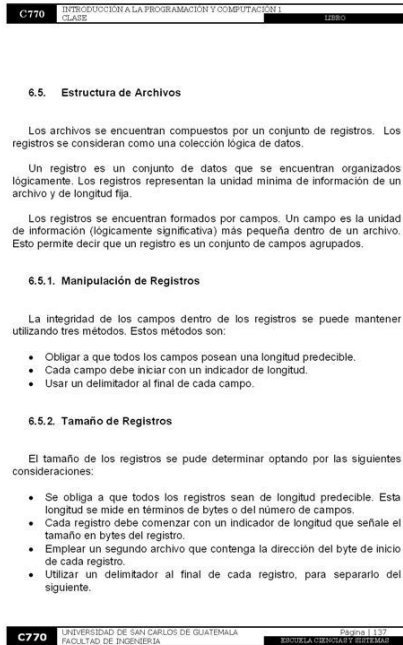 C770
INTRODUCCIÓN A LA PROGRAMACIÓN Y COMPUTACIÓN 1
CLASE
LIBRO
6.5. Estructura de Archivos
Los archivos se encuentran compuestos por un conjunto de registros. Los
registros se consideran como una colección lógica de datos.
Un registro es un conjunto de datos que se encuentran organizados
lógicamente. Los registros representan la unidad mínima de información de un
archivo y de longitud fija.
Los registros se encuentran formados por campos. Un campo es la unidad
de información (lógicamente significativa) más pequeña dentro de un archivo.
Esto permite decir que un registro es un conjunto de campos agrupados.
6.5.1. Manipulación de Registros
La integridad de los campos dentro de los registros se puede mantener
utilizando tres métodos. Estos métodos son:
• Obligar a que todos los campos posean una longitud predecible.
• Cada campo debe iniciar con un indicador de longitud.
• Usar un delimitador al final de cada campo.
6.5.2. Tamaño de Registros
El tamaño de los registros se pude determinar optando por las siguientes
consideraciones:
• Se obliga a que todos los registros sean de longitud predecible. Esta
longitud se mide en términos de bytes o del número de campos.
• Cada registro debe comenzar con un indicador de longitud que señale el
tamaño en bytes del registro.
• Emplear un segundo archivo que contenga la dirección del byte de inicio
de cada registro.
• Utilizar un delimitador al final de cada registro, para separarlo del
siguiente.
C770
UNIVERSIDAD DE SAN CARLOS DE GUATEMALA
FACULTAD DE INGENIERÍA
Página | 137
ESCUELA CIENCIAS Y SISTEMAS